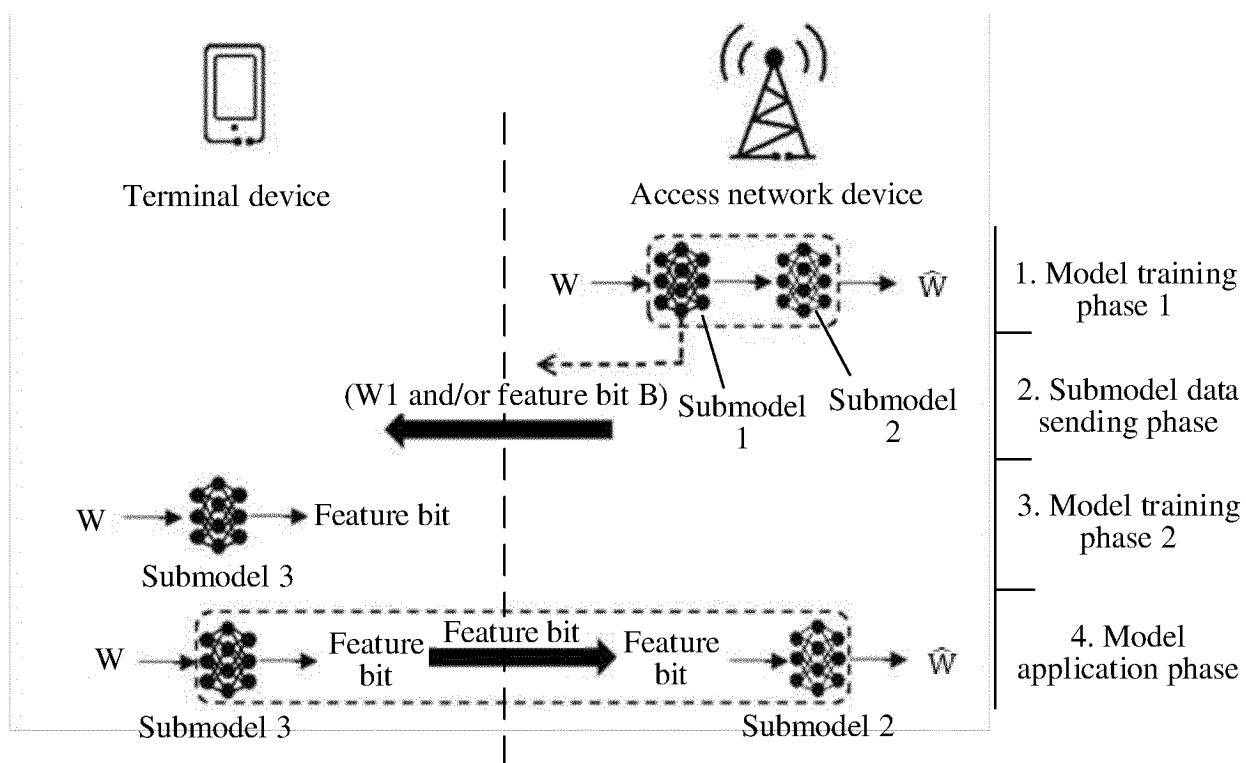 Terminal device
Access network device
W
Ŵ
1. Model training
phase 1
(W1 and/or feature bit B)
Submodel
1
Submodel
2
2. Submodel data
sending phase
W
Feature bit
Submodel 3
3. Model training
phase 2
W
Feature
bit
Feature bit
Feature
bit
Ŵ
Submodel 3
Submodel 2
4. Model
application phase